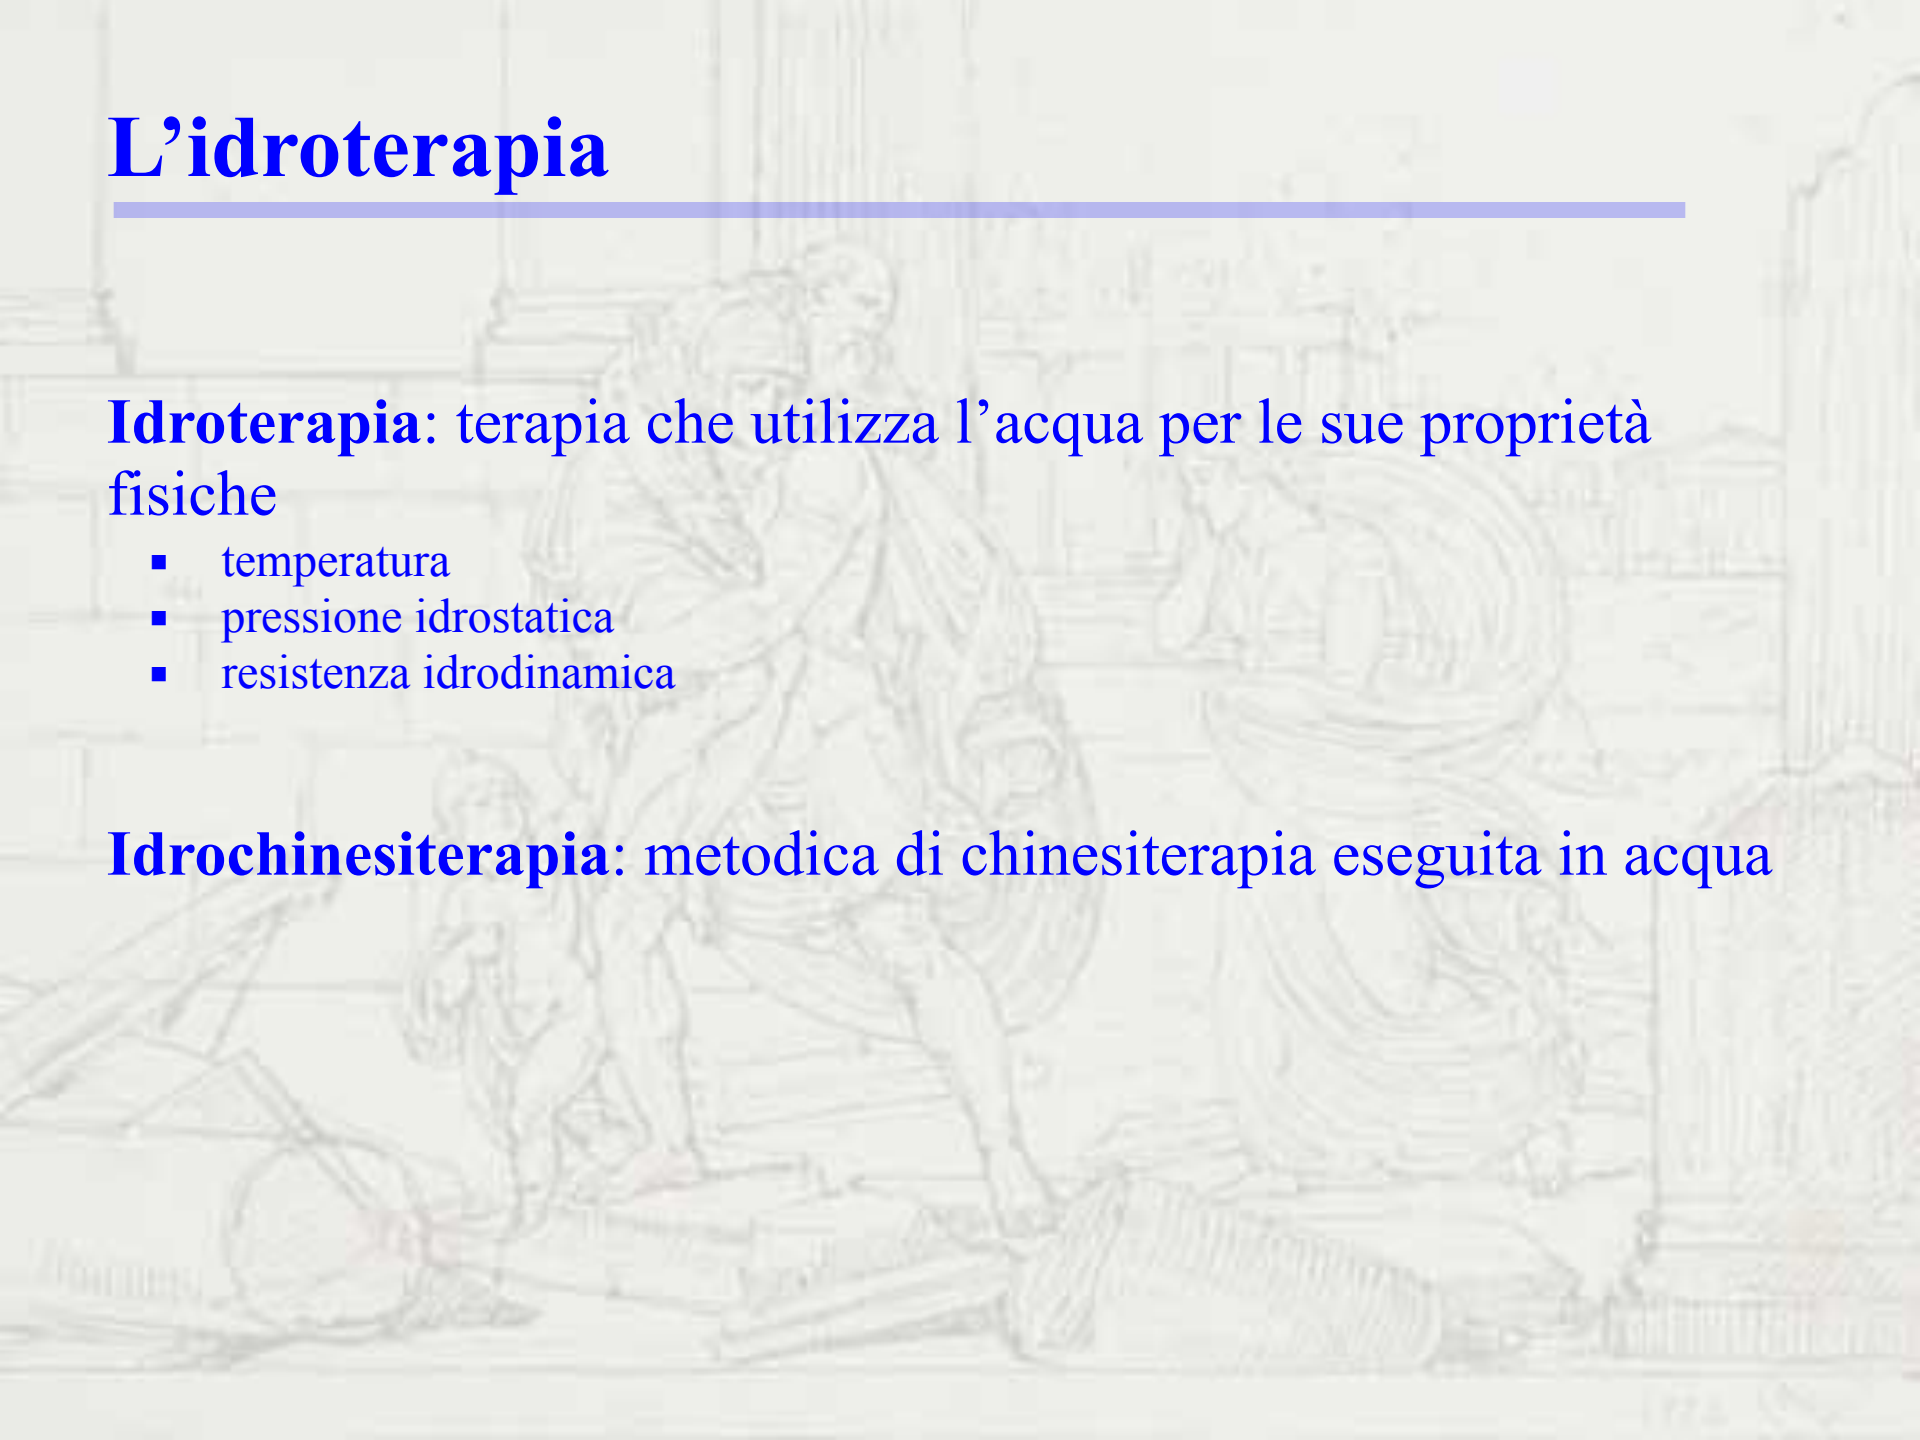 L’idroterapia
Idroterapia: terapia che utilizza l’acqua per le sue proprietà
fisiche
▪ temperatura
▪ pressione idrostatica
▪ resistenza idrodinamica
Idrochinesiterapia: metodica di chinesiterapia eseguita in acqua